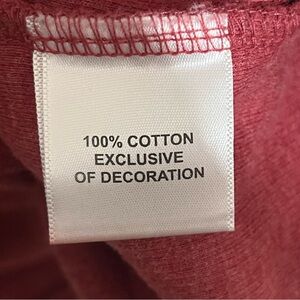 100% COTTON
EXCLUSIVE
OF DECORATION